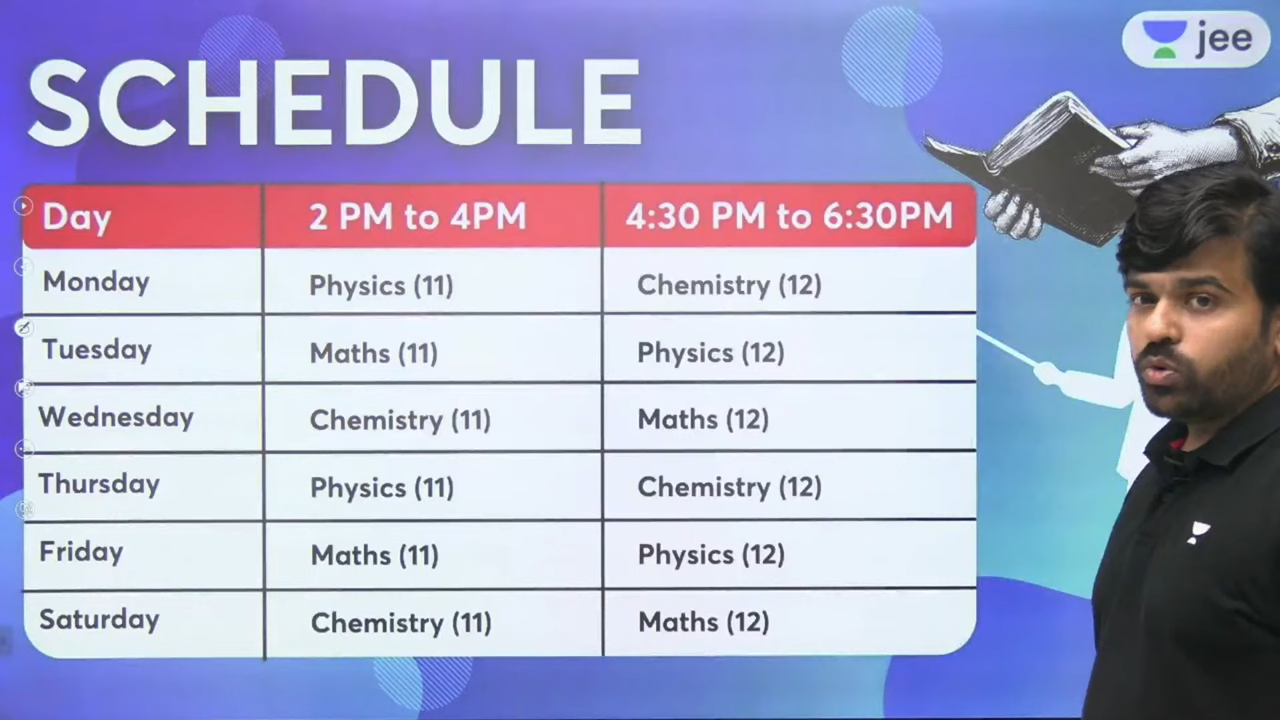 jee
SCHEDULE
Day 2 PM to 4PM 4:30 PM to 6:30PM
Monday Physics (11) Chemistry (12)
Tuesday Maths (11) Physics (12)
Wednesday Chemistry (11) Maths (12)
Thursday Physics (11) Chemistry (12)
Friday Maths (11) Physics (12)
Saturday Chemistry (11) Maths (12)